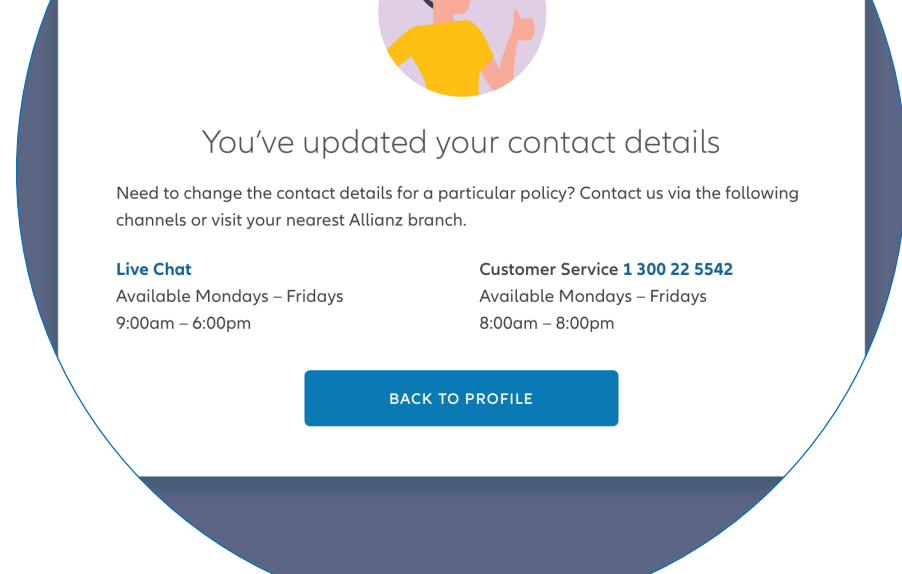 You've updated your contact details
Need to change the contact details for a particular policy? Contact us via the following
channels or visit your nearest Allianz branch.
Live Chat
Available Mondays – Fridays
9:00am – 6:00pm
Customer Service 1 300 22 5542
Available Mondays – Fridays
8:00am – 8:00pm
BACK TO PROFILE